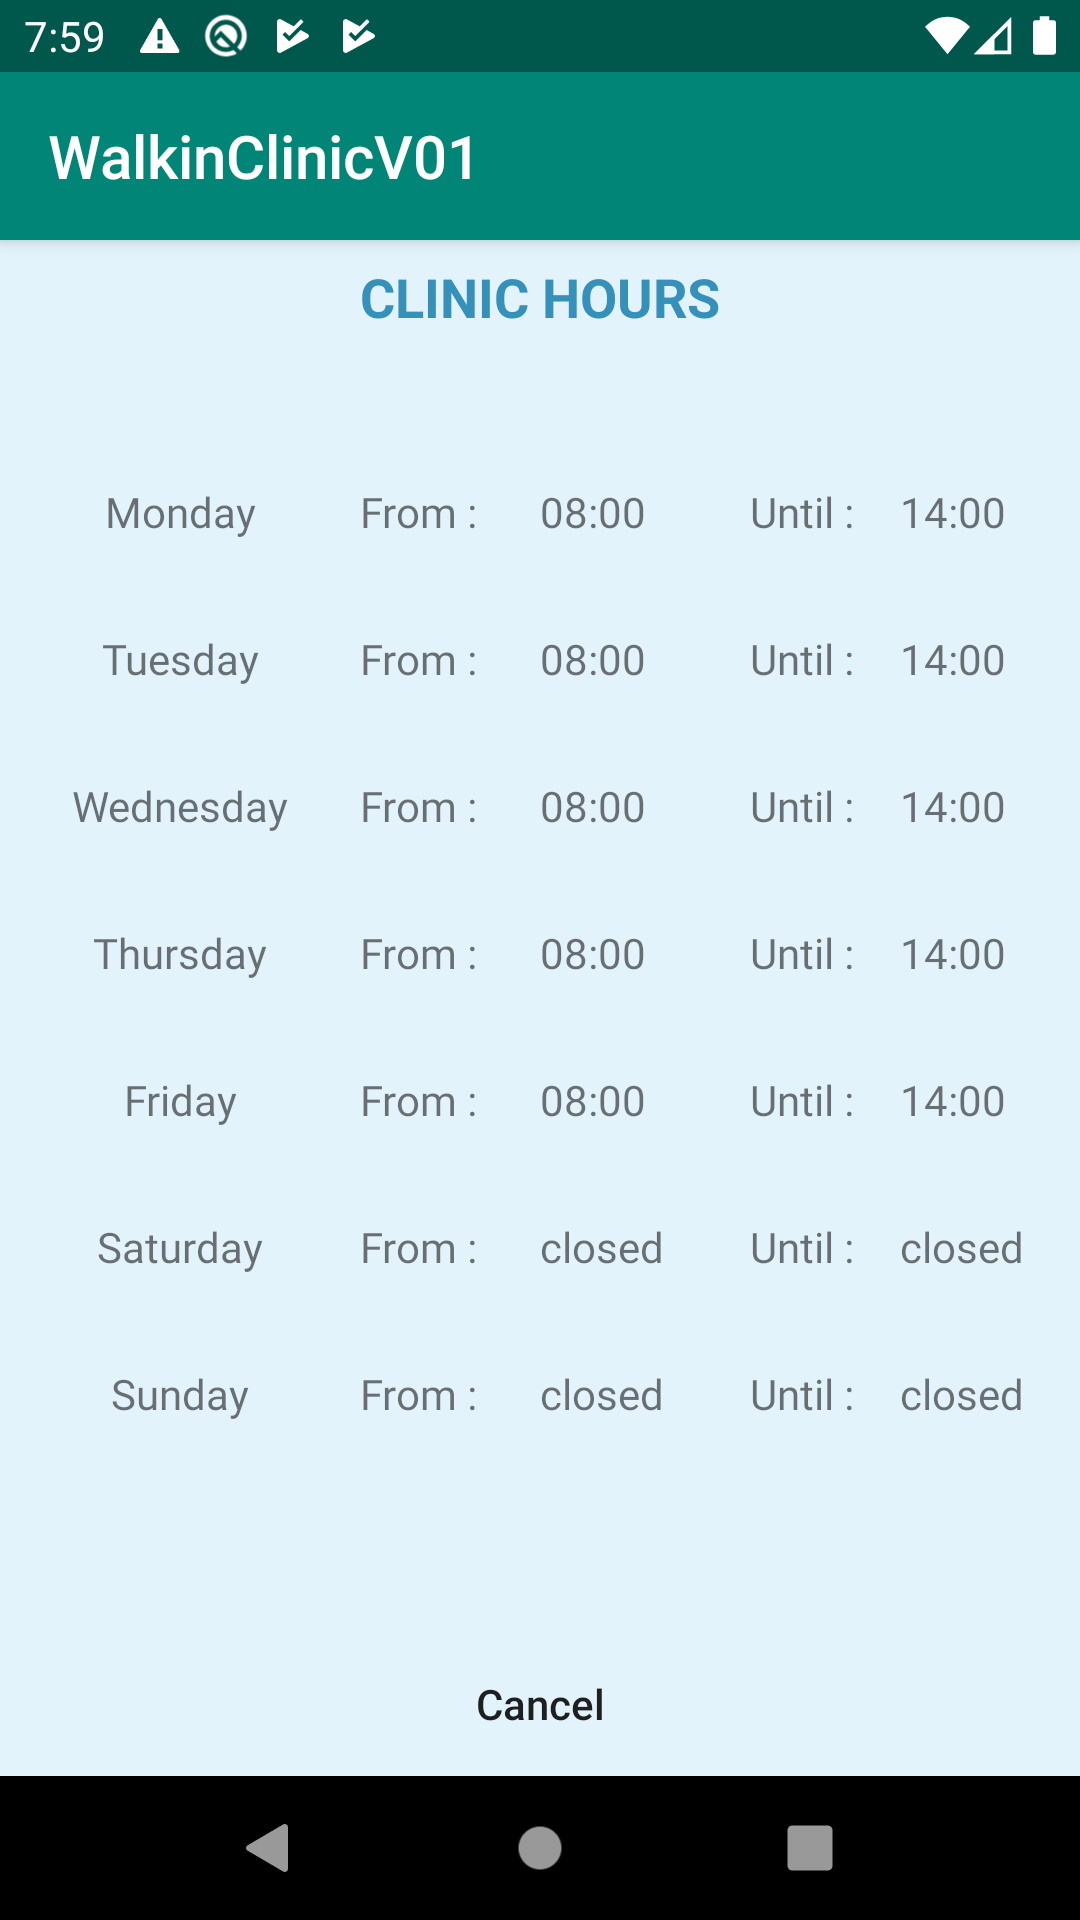 7:59
WalkinClinicV01
CLINIC HOURS
Monday From : 08:00 Until : 14:00
Tuesday From : 08:00 Until : 14:00
Wednesday From : 08:00 Until : 14:00
Thursday From : 08:00 Until : 14:00
Friday From : 08:00 Until : 14:00
Saturday From : closed Until : closed
Sunday From : closed Until : closed
Cancel